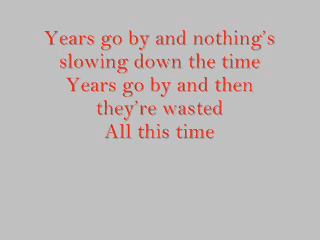 Years go by and nothing's
slowing down the time
Years go by and then
they're wasted
All this time